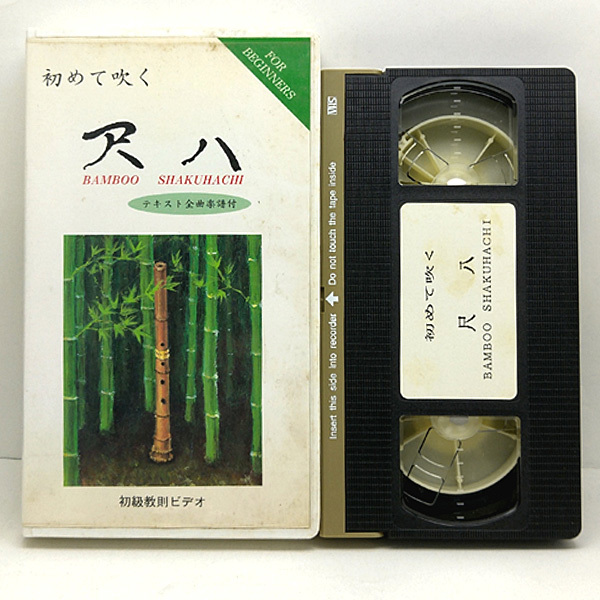 初めて吹く
FOR
BEGINNERS
尺八
BAMBOO SHAKUHACHI
テキスト全曲楽譜付
初級教則ビデオ
VHS
Insert this side into recorder Do not touch the tape inside
初めて吹く
尺八
BAMBOO SHAKUHACHI